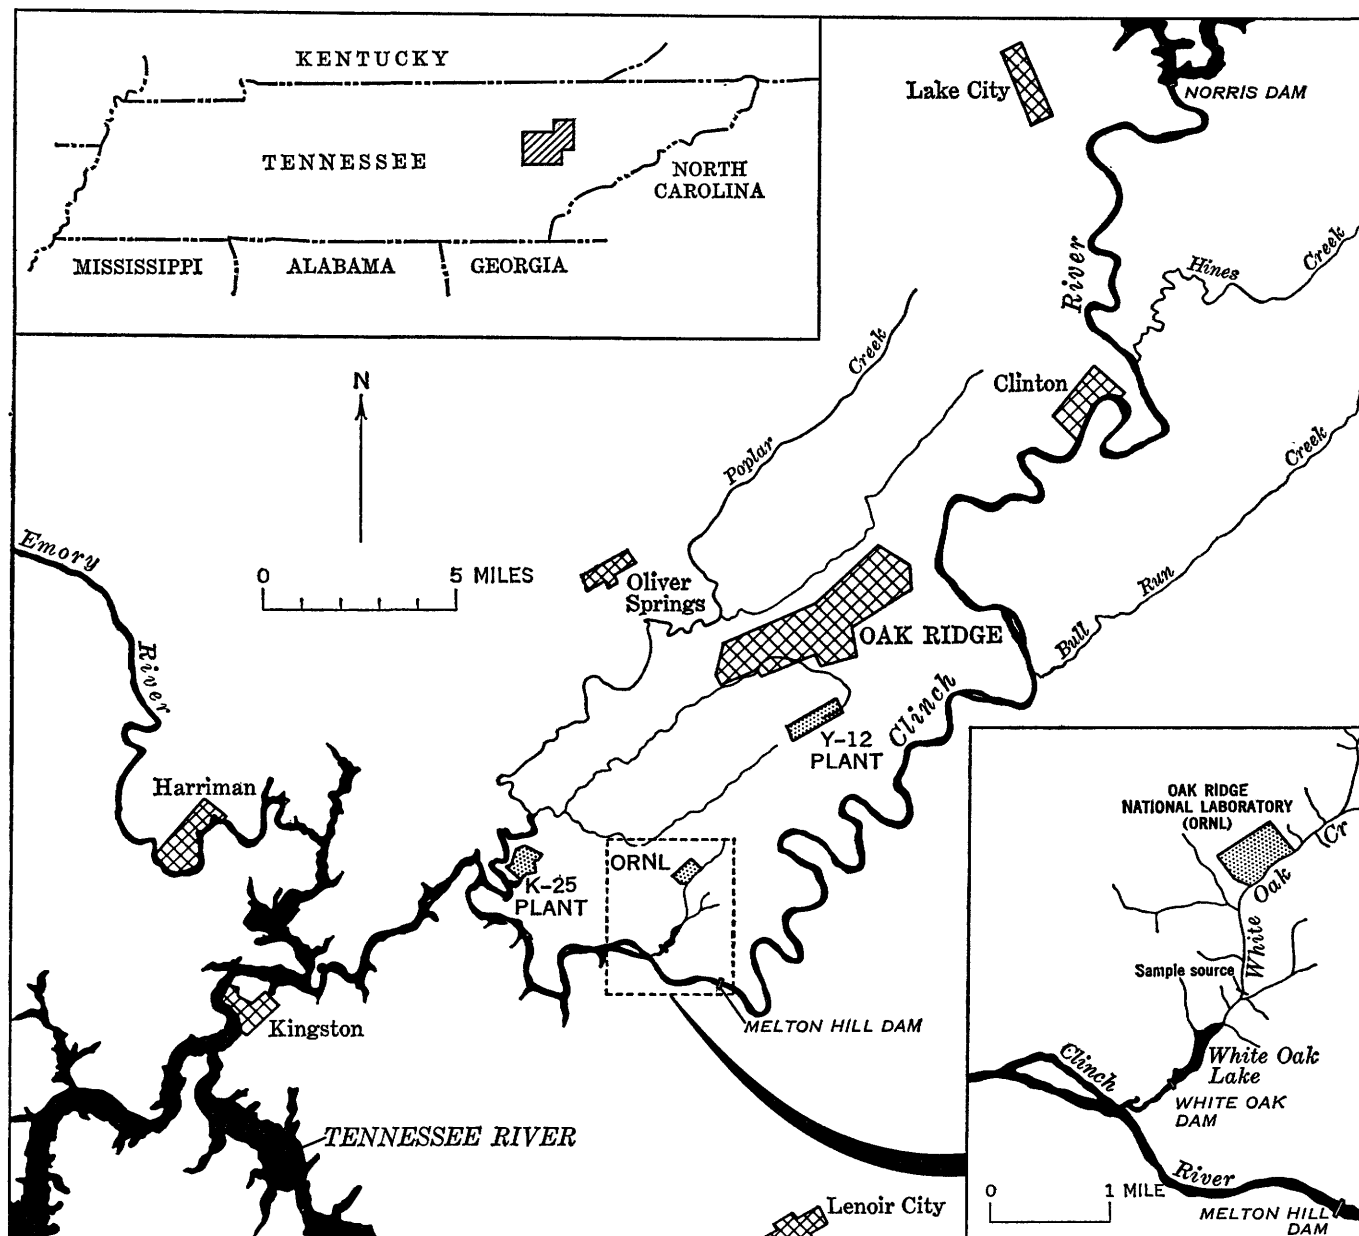 KENTUCKY
TENNESSEE
NORTH
CAROLINA
MISSISSIPPI
ALABAMA
GEORGIA
Lake City
NORRIS DAM
River
Hines
Creek
Creek
Poplar
Clinton
Creek
Run
Bull
N
0
5 MILES
Emory
River
Oliver
Springs
OAK RIDGE
Clinch
Y-12
PLANT
Harriman
ORNL
K-25
PLANT
Kingston
MELTON HILL DAM
TENNESSEE RIVER
Lenoir City
OAK RIDGE
NATIONAL LABORATORY
(ORNL)
Cr
Oak
White
Sample source
Clinch
White Oak
Lake
WHITE OAK
DAM
River
0
1 MILE
MELTON HILL
DAM